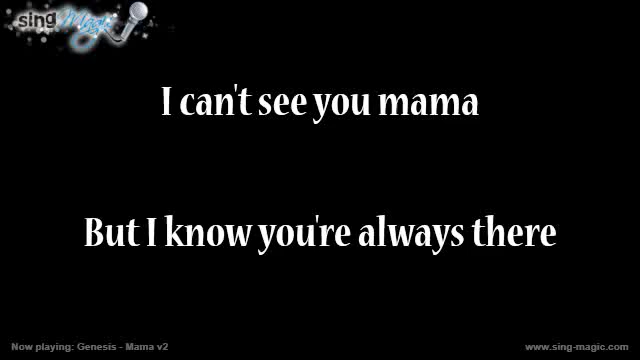 sing Magic
I can't see you mama
But I know you're always there
Now playing: Genesis - Mama v2
www.sing-magic.com